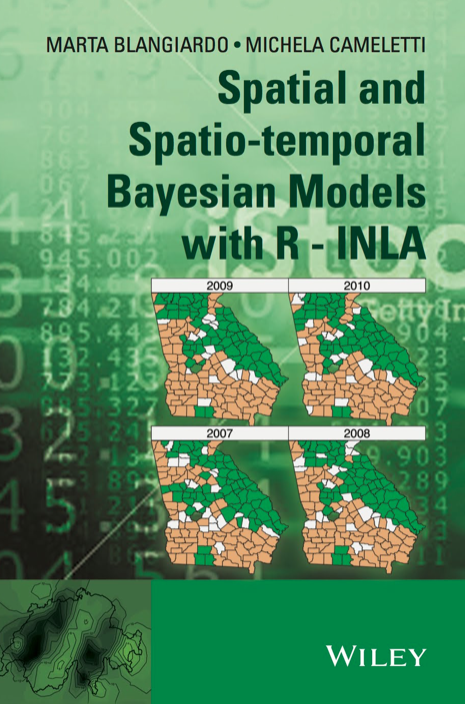 MARTA BLANGIARDO • MICHELA CAMELETTI
Spatial and
Spatio-temporal
Bayesian Models
with R - INLA
2009
2010
2007
2008
WILEY